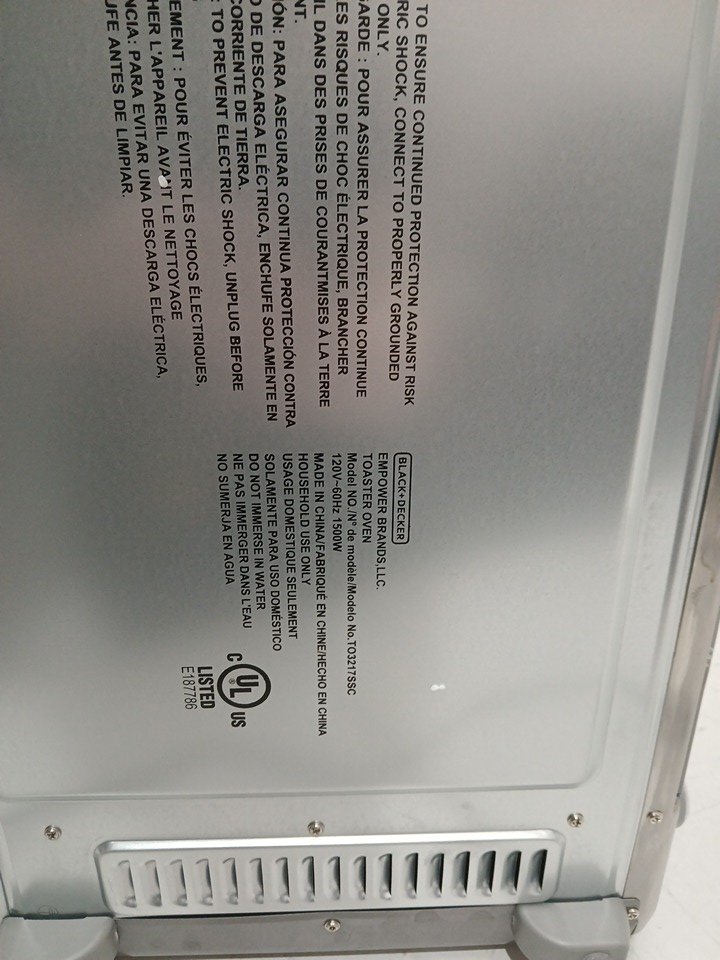 TO ENSURE CONTINUED PROTECTION AGAINST RISK
RIC SHOCK, CONNECT TO PROPERLY GROUNDED
ONLY.
GARDE : POUR ASSURER LA PROTECTION CONTINUE
LES RISQUES DE CHOC ÉLECTRIQUE, BRANCHER
IL DANS DES PRISES DE COURANTMISES À LA TERRE
NT.
ÓN: PARA ASEGURAR CONTINUA PROTECCIÓN CONTRA
O DE DESCARGA ELÉCTRICA, ENCHUFE SOLAMENTE EN
CORRIENTE DE TIERRA.
: TO PREVENT ELECTRIC SHOCK, UNPLUG BEFORE
EMENT : POUR ÉVITER LES CHOCS ÉLECTRIQUES,
HER L'APPAREIL AVANT LE NETTOYAGE
NCIA: PARA EVITAR UNA DESCARGA ELÉCTRICA,
UFE ANTES DE LIMPIAR.
BLACK+DECKER
EMPOWER BRANDS,LLC.
TOASTER OVEN
Model NO./N° de modèle/Modelo No.TO3217SSC
120V~60Hz 1500W
MADE IN CHINA/FABRIQUÉ EN CHINE/HECHO EN CHINA
HOUSEHOLD USE ONLY
USAGE DOMESTIQUE SEULEMENT
SOLAMENTE PARA USO DOMÉSTICO
DO NOT IMMERSE IN WATER
NE PAS IMMERGER DANS L'EAU
NO SUMERJA EN AGUA
C UL® US
LISTED
E187786